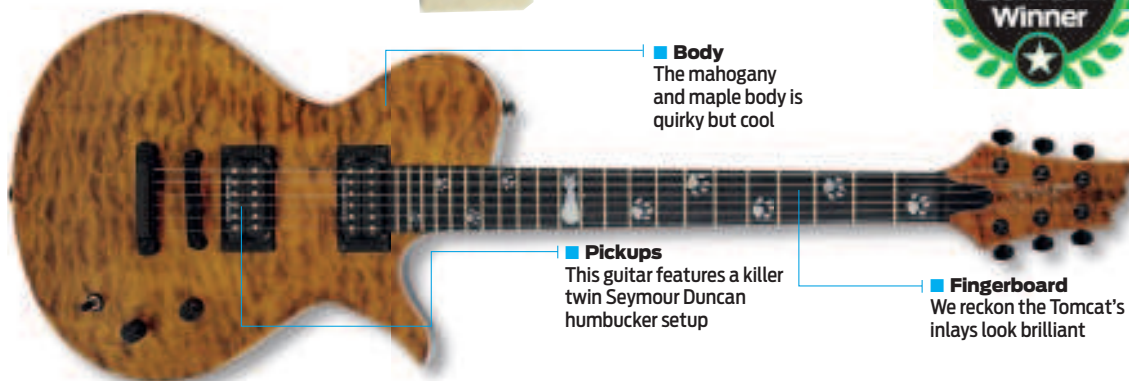 Winner
Body
The mahogany
and maple body is
quirky but cool
Pickups
This guitar features a killer
twin Seymour Duncan
humbucker setup
Fingerboard
We reckon the Tomcat's
inlays look brilliant